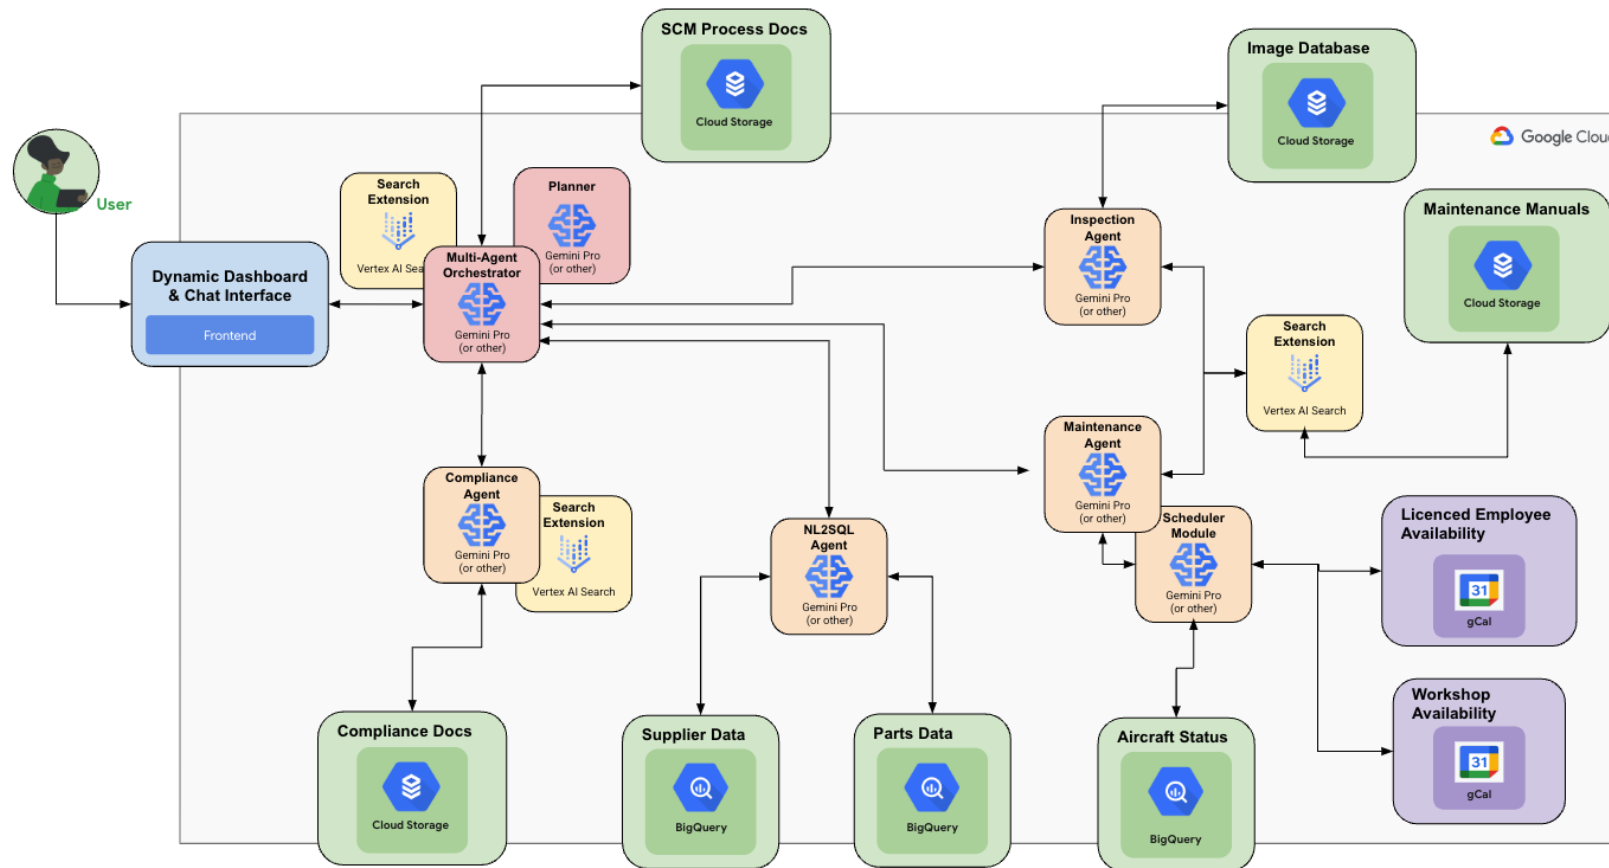 SCM Process Docs
Cloud Storage
Image Database
Cloud Storage
Google Cloud
User
Search
Extension
Vertex AI Sea
Planner
Gemini Pro
(or other)
Multi-Agent
Orchestrator
Gemini Pro
(or other)
Dynamic Dashboard
& Chat Interface
Frontend
Inspection
Agent
Gemini Pro
(or other)
Maintenance Manuals
Cloud Storage
Search
Extension
Vertex AI Search
Maintenance
Agent
Gemini Pro
(or other)
Scheduler
Module
Gemini Pro
(or other)
Compliance
Agent
Gemini Pro
(or other)
Search
Extension
Vertex AI Search
NL2SQL
Agent
Gemini Pro
(or other)
Licenced Employee
Availability
31
gCal
Workshop
Availability
31
gCal
Compliance Docs
Cloud Storage
Supplier Data
BigQuery
Parts Data
BigQuery
Aircraft Status
BigQuery